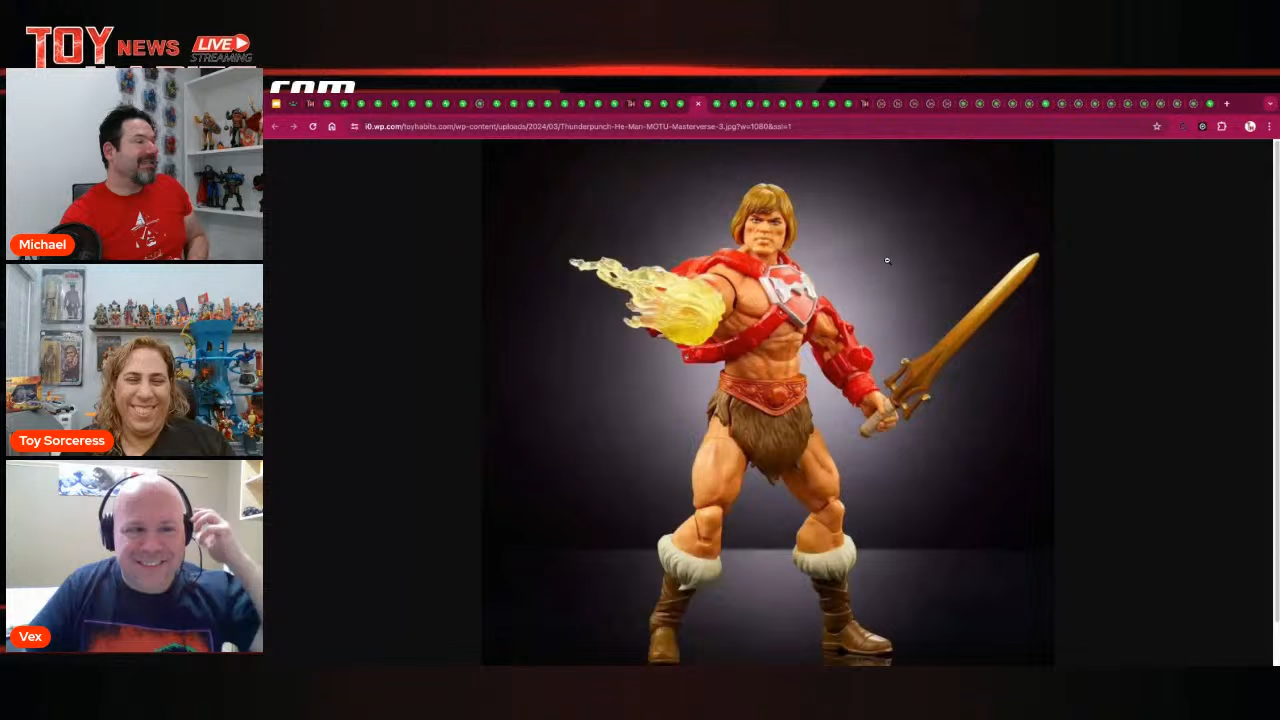 TOY NEWS LIVE
STREAMING
.com
i0.wp.com/toyhabits.com/wp-content/uploads/2024/03/Thunderpunch-He-Man-MOTU-Masterverse-3.jpg?w=1080&ssl=1
Michael
Toy Sorceress
Vex